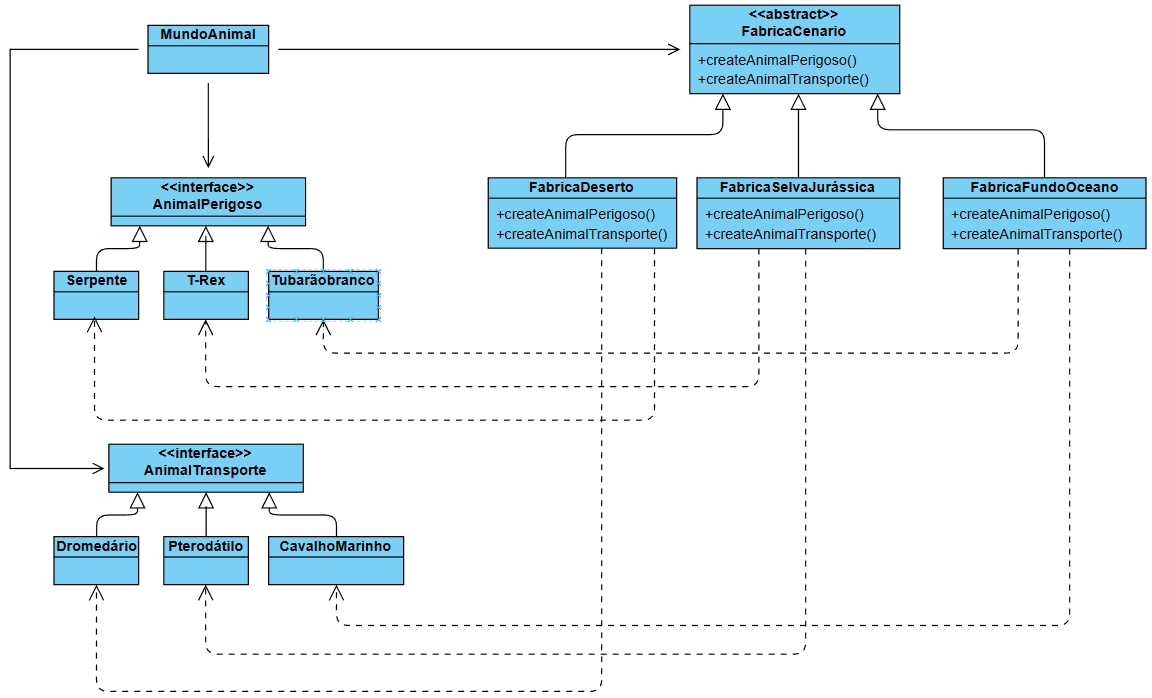 MundoAnimal
<<abstract>>
FabricaCenario
+createAnimalPerigoso()
+createAnimalTransporte()
<<interface>>
AnimalPerigoso
FabricaDeserto
+createAnimalPerigoso()
+createAnimalTransporte()
FabricaSelvaJurássica
+createAnimalPerigoso()
+createAnimalTransporte()
FabricaFundoOceano
+createAnimalPerigoso()
+createAnimalTransporte()
Serpente
T-Rex
Tubarãobranco
<<interface>>
AnimalTransporte
Dromedário
Pterodátilo
CavalhoMarinho